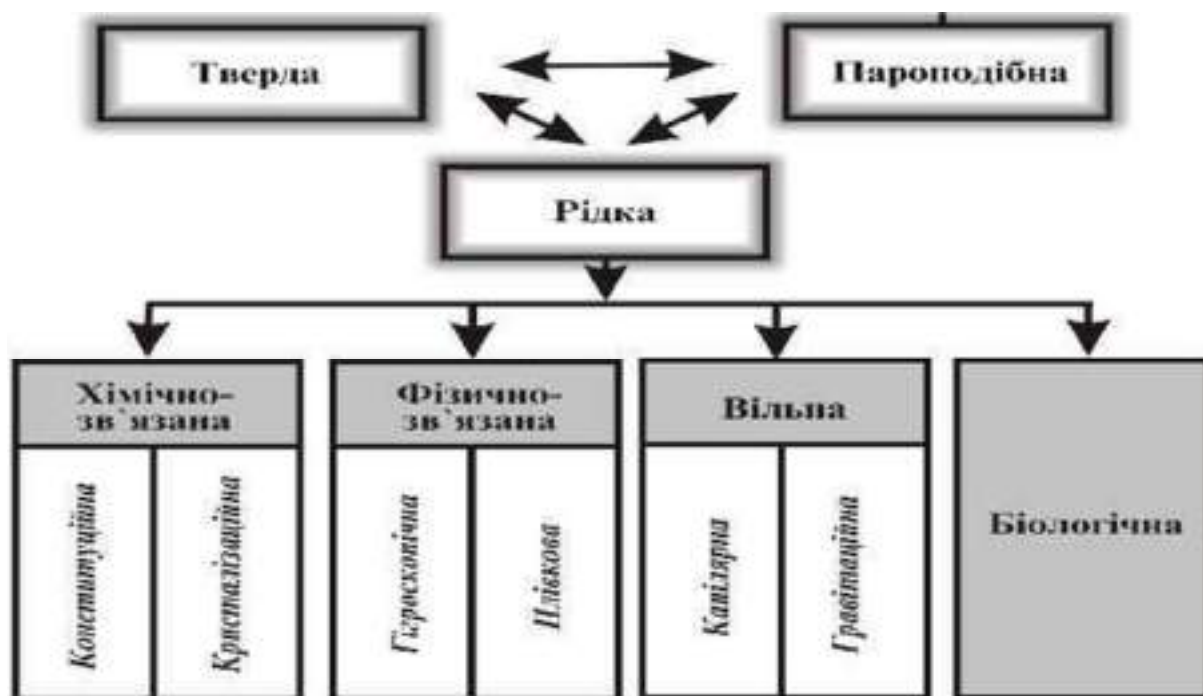 Тверда
Пароподібна
Рідка
Хімічно-
зв`язана
Фізично-
зв`язана
Вільна
Біологічна
Конституційна
Кристалізаційна
Гігроскопічна
Плівкова
Капілярна
Гравітаційна